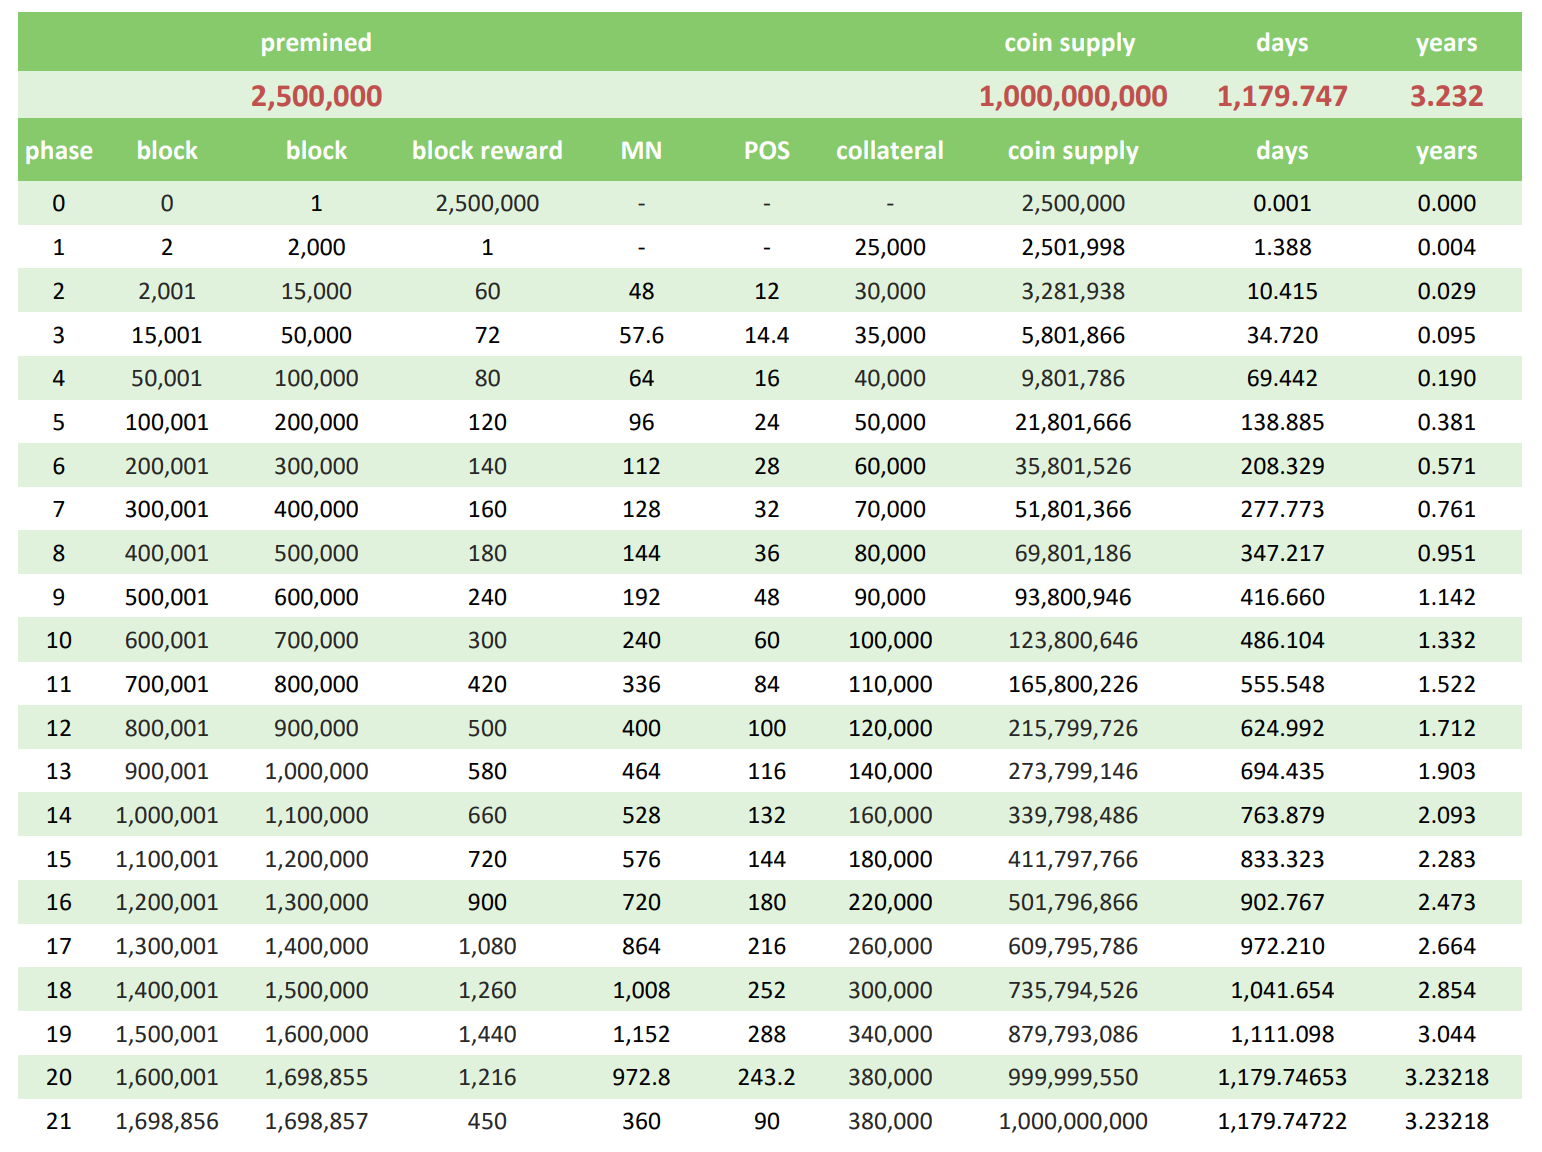 premined coin supply days years
2,500,000 1,000,000,000 1,179.747 3.232
phase block block block reward MN POS collateral coin supply days years
0 0 1 2,500,000 - - - 2,500,000 0.001 0.000
1 2 2,000 1 - - 25,000 2,501,998 1.388 0.004
2 2,001 15,000 60 48 12 30,000 3,281,938 10.415 0.029
3 15,001 50,000 72 57.6 14.4 35,000 5,801,866 34.720 0.095
4 50,001 100,000 80 64 16 40,000 9,801,786 69.442 0.190
5 100,001 200,000 120 96 24 50,000 21,801,666 138.885 0.381
6 200,001 300,000 140 112 28 60,000 35,801,526 208.329 0.571
7 300,001 400,000 160 128 32 70,000 51,801,366 277.773 0.761
8 400,001 500,000 180 144 36 80,000 69,801,186 347.217 0.951
9 500,001 600,000 240 192 48 90,000 93,800,946 416.660 1.142
10 600,001 700,000 300 240 60 100,000 123,800,646 486.104 1.332
11 700,001 800,000 420 336 84 110,000 165,800,226 555.548 1.522
12 800,001 900,000 500 400 100 120,000 215,799,726 624.992 1.712
13 900,001 1,000,000 580 464 116 140,000 273,799,146 694.435 1.903
14 1,000,001 1,100,000 660 528 132 160,000 339,798,486 763.879 2.093
15 1,100,001 1,200,000 720 576 144 180,000 411,797,766 833.323 2.283
16 1,200,001 1,300,000 900 720 180 220,000 501,796,866 902.767 2.473
17 1,300,001 1,400,000 1,080 864 216 260,000 609,795,786 972.210 2.664
18 1,400,001 1,500,000 1,260 1,008 252 300,000 735,794,526 1,041.654 2.854
19 1,500,001 1,600,000 1,440 1,152 288 340,000 879,793,086 1,111.098 3.044
20 1,600,001 1,698,855 1,216 972.8 243.2 380,000 999,999,550 1,179.74653 3.23218
21 1,698,856 1,698,857 450 360 90 380,000 1,000,000,000 1,179.74722 3.23218